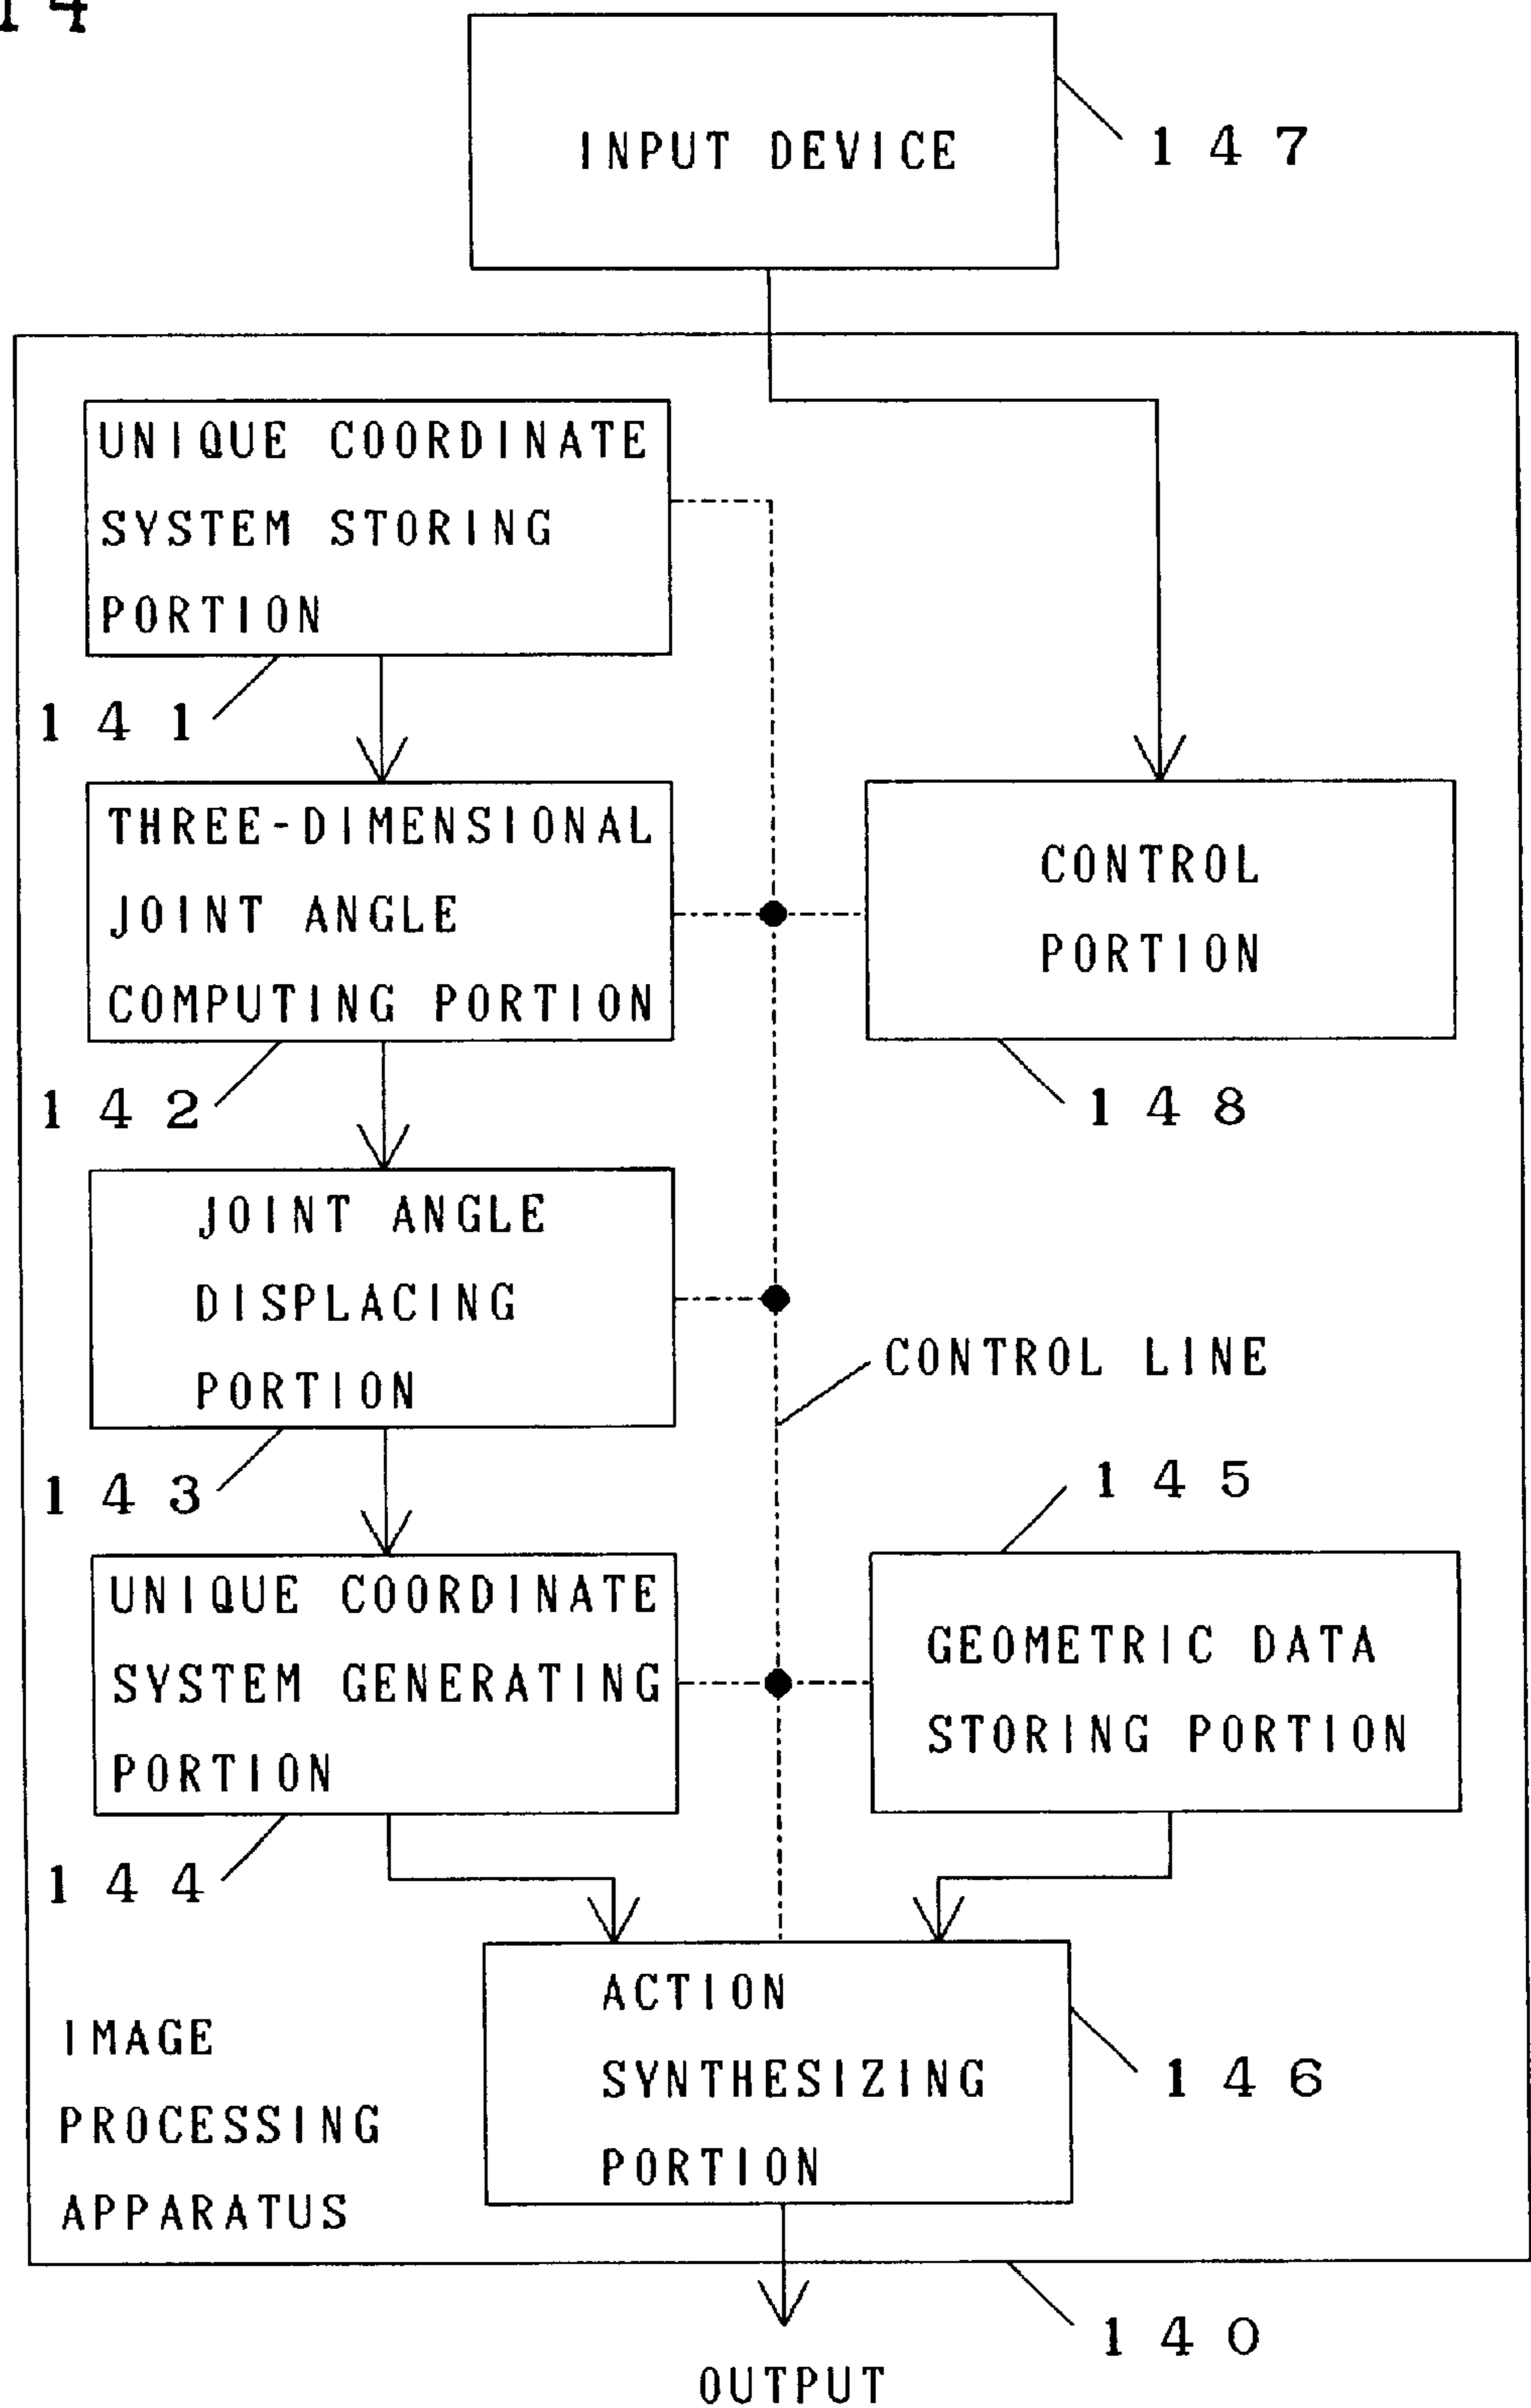 14
INPUT DEVICE
147
UNIQUE COORDINATE
SYSTEM STORING
PORTION
141
THREE-DIMENSIONAL
JOINT ANGLE
COMPUTING PORTION
142
CONTROL
PORTION
148
JOINT ANGLE
DISPLACING
PORTION
143
CONTROL LINE
145
UNIQUE COORDINATE
SYSTEM GENERATING
PORTION
144
GEOMETRIC DATA
STORING PORTION
ACTION
SYNTHESIZING
PORTION
146
IMAGE
PROCESSING
APPARATUS
140
OUTPUT